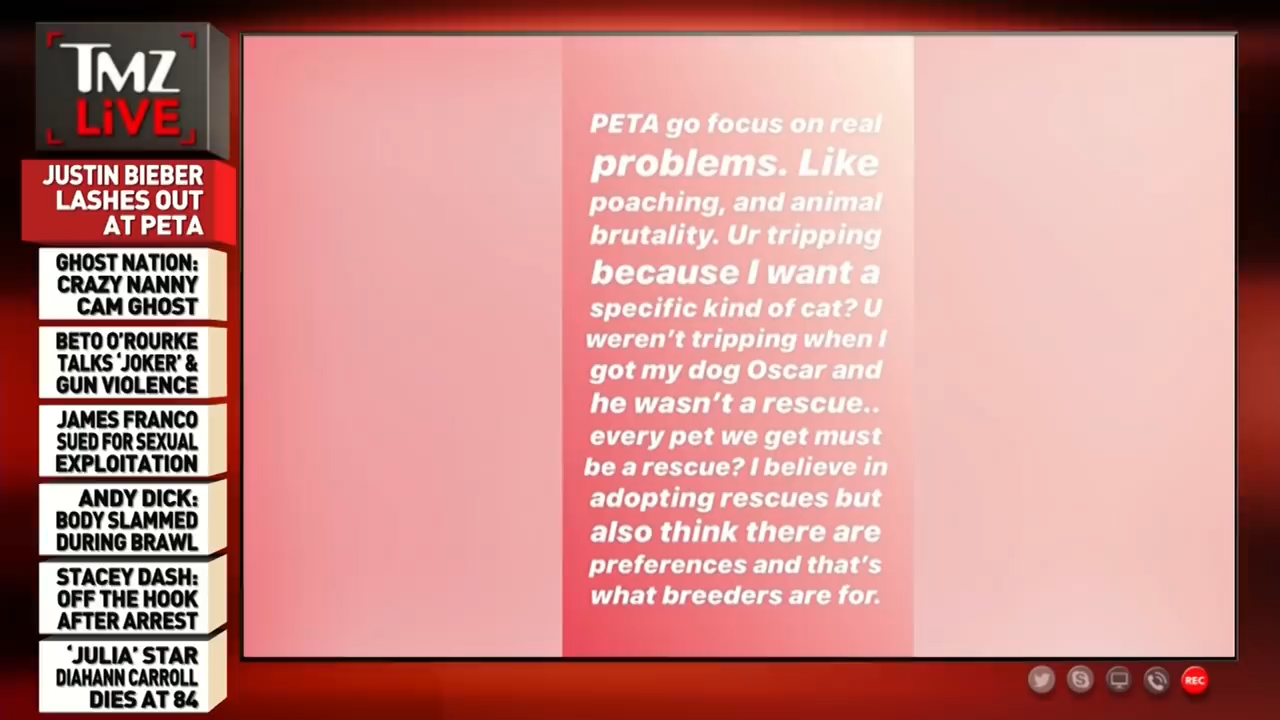 TMZ
LiVE
JUSTIN BIEBER
LASHES OUT
AT PETA
GHOST NATION:
CRAZY NANNY
CAM GHOST
BETO O'ROURKE
TALKS 'JOKER' &
GUN VIOLENCE
JAMES FRANCO
SUED FOR SEXUAL
EXPLOITATION
ANDY DICK:
BODY SLAMMED
DURING BRAWL
STACEY DASH:
OFF THE HOOK
AFTER ARREST
'JULIA' STAR
DIAHANN CARROLL
DIES AT 84
PETA go focus on real
problems. Like
poaching, and animal
brutality. Ur tripping
because I want a
specific kind of cat? U
weren't tripping when I
got my dog Oscar and
he wasn't a rescue..
every pet we get must
be a rescue? I believe in
adopting rescues but
also think there are
preferences and that's
what breeders are for.
REC